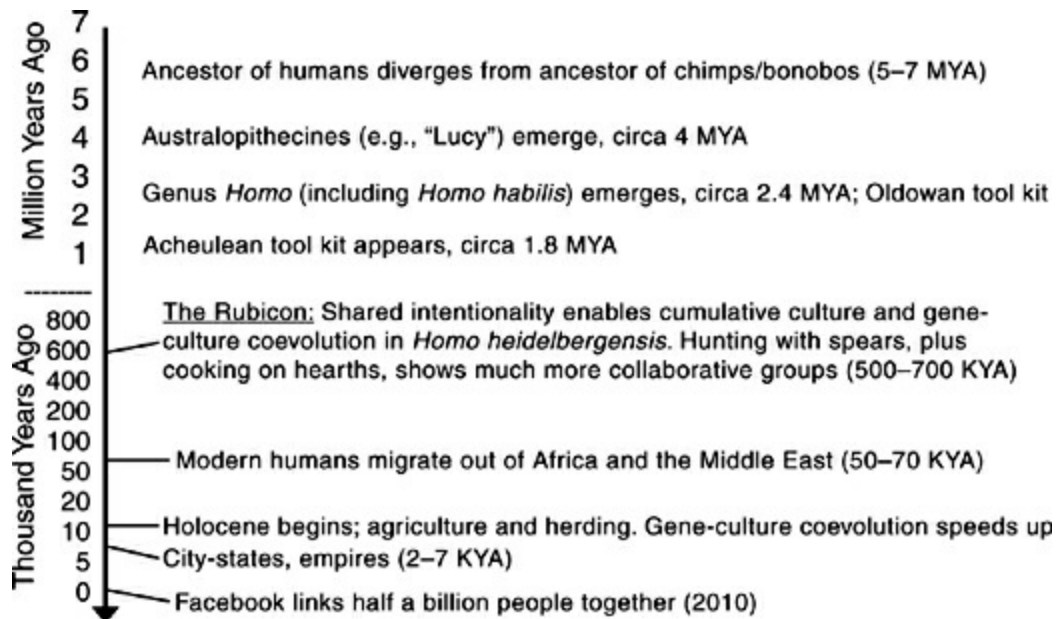 Million Years Ago
7
6
Ancestor of humans diverges from ancestor of chimps/bonobos (5–7 MYA)
5
4
Australopithecines (e.g., “Lucy”) emerge, circa 4 MYA
3
Genus Homo (including Homo habilis) emerges, circa 2.4 MYA; Oldowan tool kit
2
1
Acheulean tool kit appears, circa 1.8 MYA
--------
Thousand Years Ago
800
The Rubicon: Shared intentionality enables cumulative culture and gene-
culture coevolution in Homo heidelbergensis. Hunting with spears, plus
cooking on hearths, shows much more collaborative groups (500–700 KYA)
600
400
200
100
Modern humans migrate out of Africa and the Middle East (50–70 KYA)
50
20
10
Holocene begins; agriculture and herding. Gene-culture coevolution speeds up
City-states, empires (2–7 KYA)
5
0
Facebook links half a billion people together (2010)